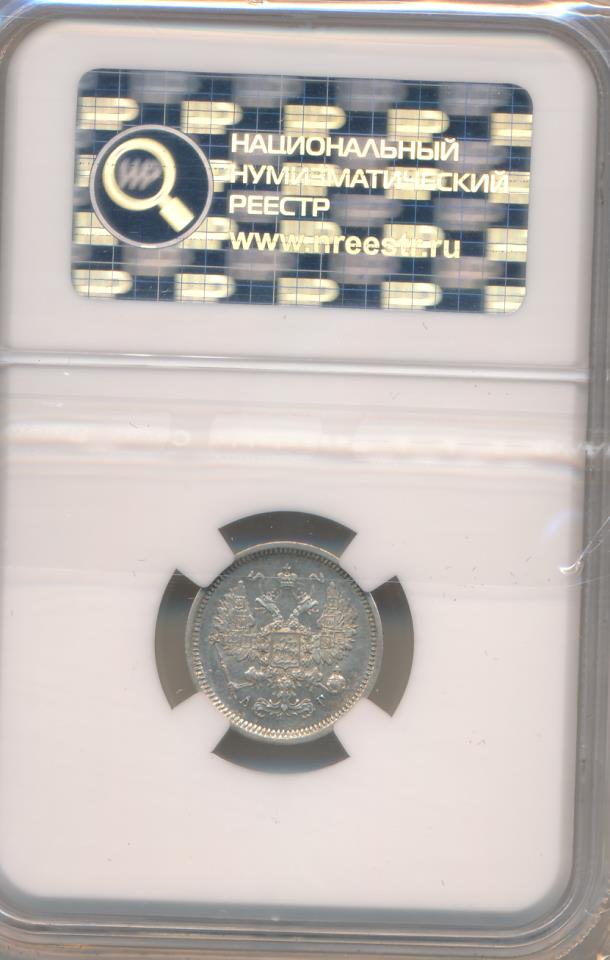 НАЦИОНАЛЬНЫЙ
НУМИЗМАТИЧЕСКИЙ
РЕЕСТР
www.nreestr.ru
А Г